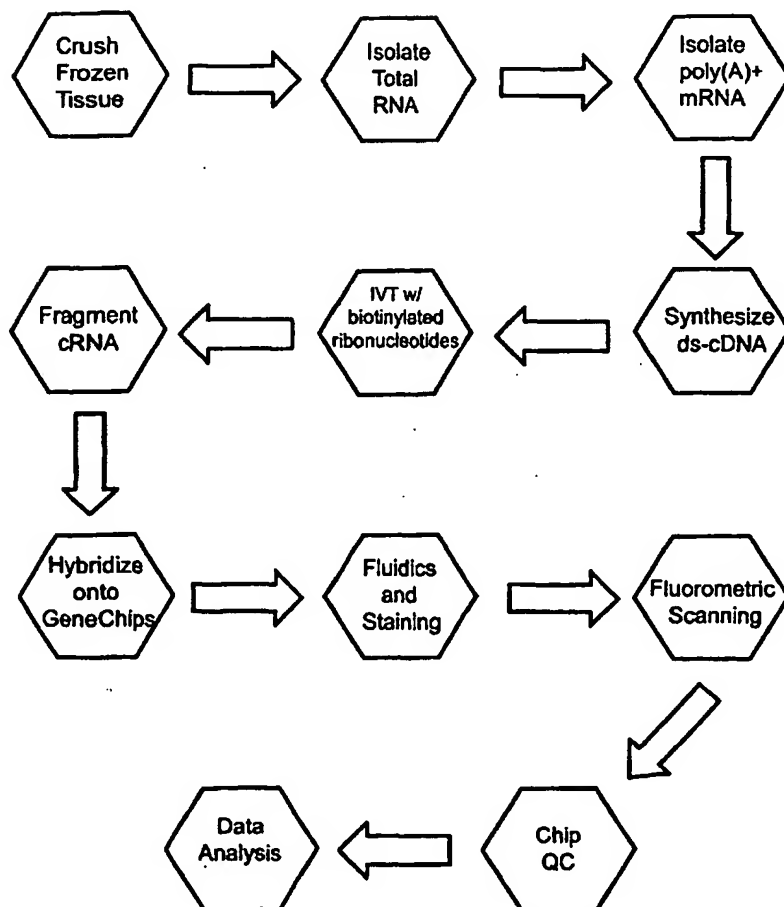 Crush
Frozen
Tissue
Isolate
Total
RNA
Isolate
poly(A)+
mRNA
Synthesize
ds-cDNA
IVT w/
biotinylated
ribonucleotides
Fragment
cRNA
Hybridize
onto
GeneChips
Fluidics
and
Staining
Fluorometric
Scanning
Chip
QC
Data
Analysis